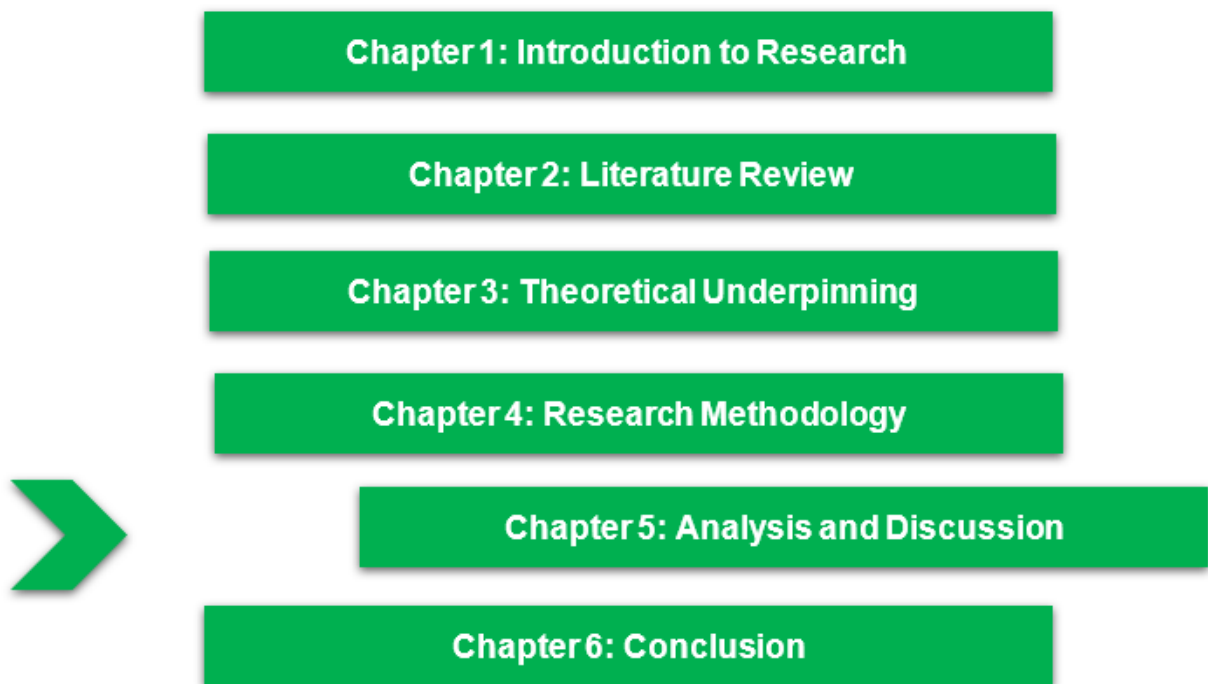 Chapter 1: Introduction to Research
Chapter 2: Literature Review
Chapter 3: Theoretical Underpinning
Chapter 4: Research Methodology
Chapter 5: Analysis and Discussion
Chapter 6: Conclusion